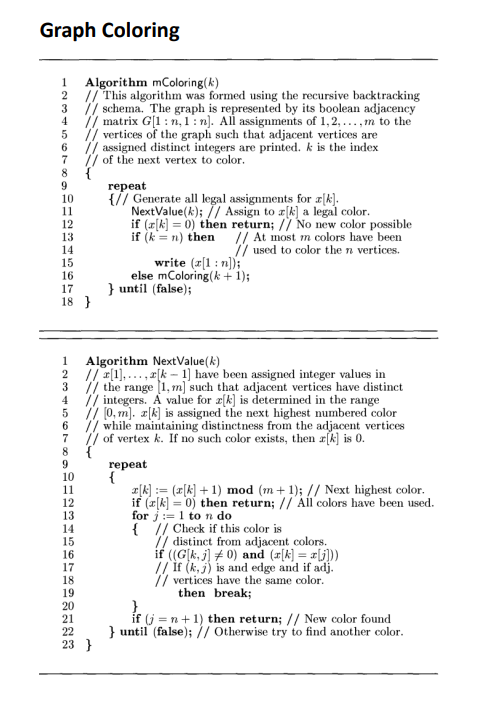 Graph Coloring
1 Algorithm mColoring(k)
2 // This algorithm was formed using the recursive backtracking
3 // schema. The graph is represented by its boolean adjacency
4 // matrix G[1 : n, 1 : n]. All assignments of 1, 2, . . . , m to the
5 // vertices of the graph such that adjacent vertices are
6 // assigned distinct integers are printed. k is the index
7 // of the next vertex to color.
8 {
9 repeat
10 {// Generate all legal assignments for x[k].
11 NextValue(k); // Assign to x[k] a legal color.
12 if (x[k] = 0) then return; // No new color possible
13 if (k = n) then // At most m colors have been
14 // used to color the n vertices.
15 write (x[1 : n]);
16 else mColoring(k + 1);
17 } until (false);
18 }
1 Algorithm NextValue(k)
2 // x[1], . . . , x[k − 1] have been assigned integer values in
3 // the range [1, m] such that adjacent vertices have distinct
4 // integers. A value for x[k] is determined in the range
5 // [0, m]. x[k] is assigned the next highest numbered color
6 // while maintaining distinctness from the adjacent vertices
7 // of vertex k. If no such color exists, then x[k] is 0.
8 {
9 repeat
10 {
11 x[k] := (x[k] + 1) mod (m + 1); // Next highest color.
12 if (x[k] = 0) then return; // All colors have been used.
13 for j := 1 to n do
14 { // Check if this color is
15 // distinct from adjacent colors.
16 if ((G[k, j] ≠ 0) and (x[k] = x[j]))
17 // If (k, j) is and edge and if adj.
18 // vertices have the same color.
19 then break;
20 }
21 if (j = n + 1) then return; // New color found
22 } until (false); // Otherwise try to find another color.
23 }